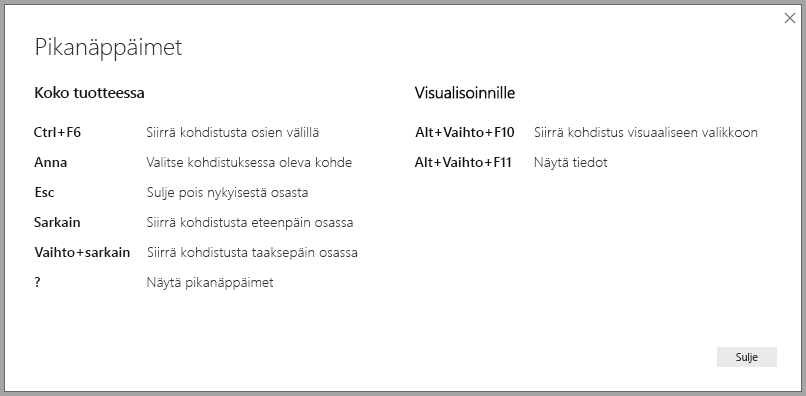 Pikanäppäimet
Koko tuotteessa
Ctrl+F6 Siirrä kohdistusta osien välillä
Anna Valitse kohdistuksessa oleva kohde
Esc Sulje pois nykyisestä osasta
Sarkain Siirrä kohdistusta eteenpäin osassa
Vaihto+sarkain Siirrä kohdistusta taaksepäin osassa
? Näytä pikanäppäimet
Visualisoinnille
Alt+Vaihto+F10 Siirrä kohdistus visuaaliseen valikkoon
Alt+Vaihto+F11 Näytä tiedot
Sulje